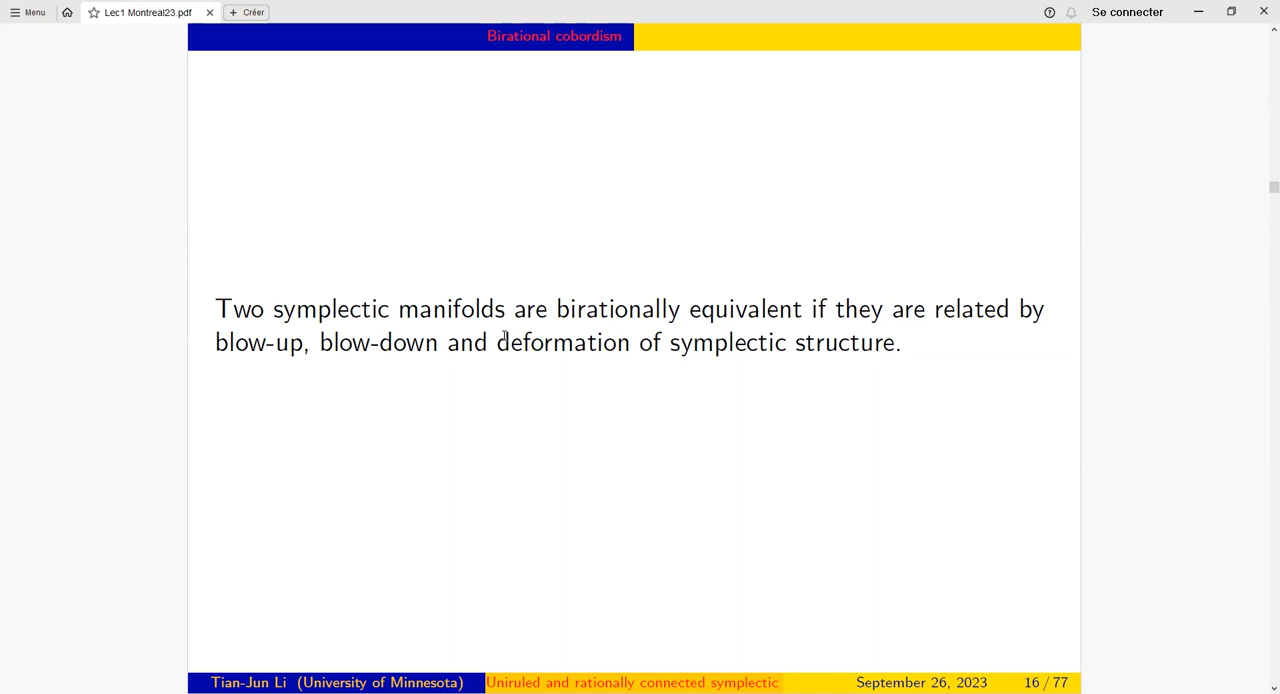 Menu
Lec1 Montreal23.pdf
Créer
Se connecter
Birational cobordism
Two symplectic manifolds are birationally equivalent if they are related by
blow-up, blow-down and deformation of symplectic structure.
Tian-Jun Li (University of Minnesota)
Uniruled and rationally connected symplectic
September 26, 2023
16 / 77